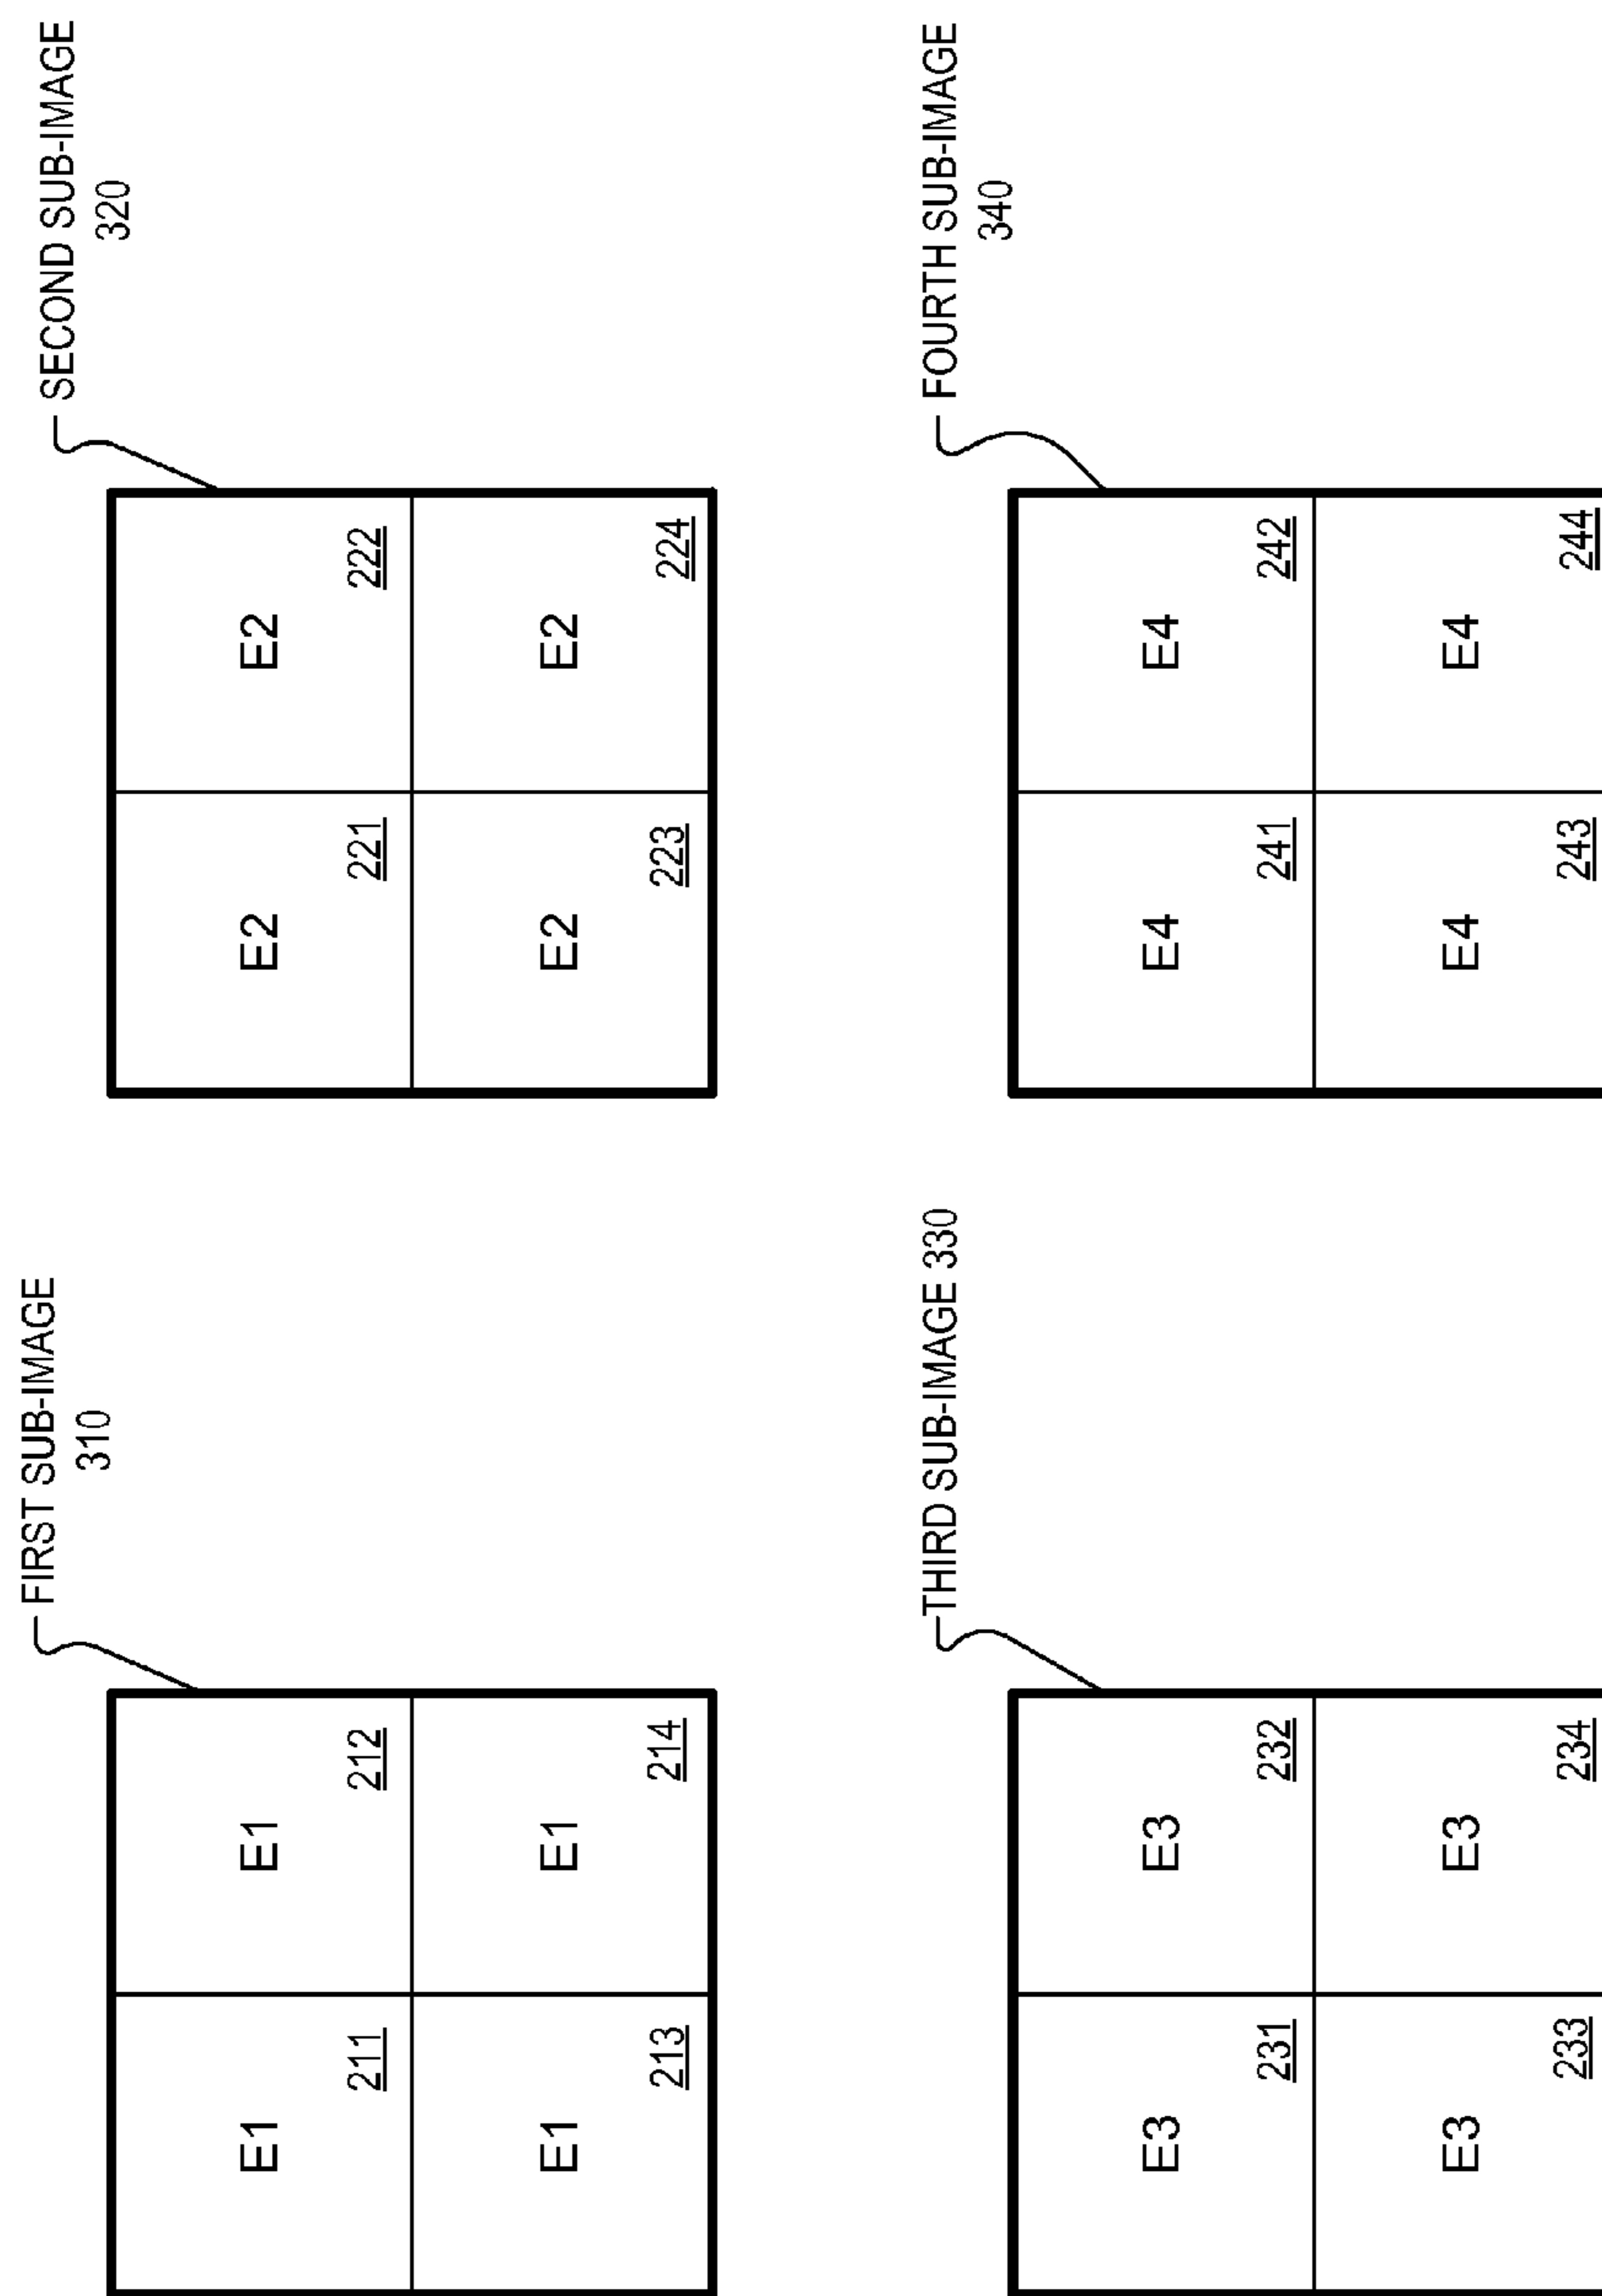 FIRST SUB-IMAGE
310
E1
211
E1
212
E1
213
E1
214
SECOND SUB-IMAGE
320
E2
221
E2
222
E2
223
E2
224
THIRD SUB-IMAGE 330
E3
231
E3
232
E3
233
E3
234
FOURTH SUB-IMAGE
340
E4
241
E4
242
E4
243
E4
244